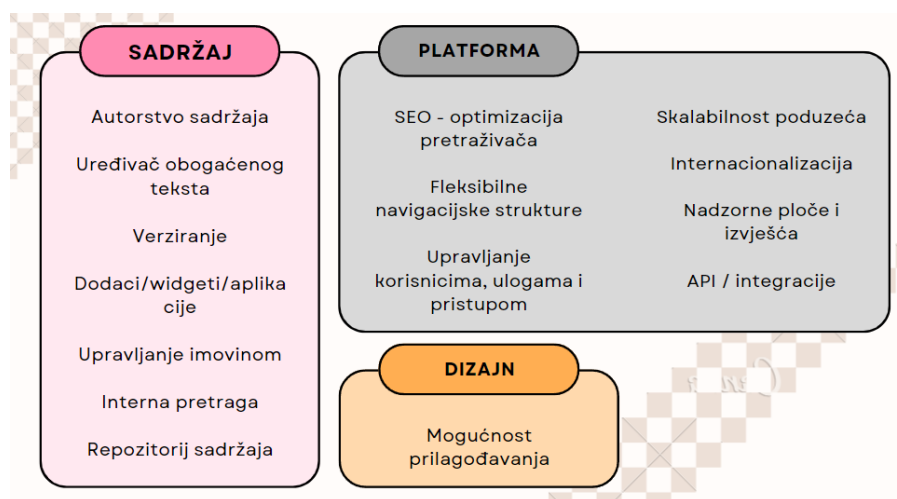 SADRŽAJ
Autorstvo sadržaja
Uređivač obogaćenog
teksta
Verziranje
Dodaci/widgeti/aplika
cije
Upravljanje imovinom
Interna pretraga
Repozitorij sadržaja
PLATFORMA
SEO - optimizacija
pretraživača
Fleksibilne
navigacijske strukture
Upravljanje
korisnicima, ulogama i
pristupom
Skalabilnost poduzeća
Internacionalizacija
Nadzorne ploče i
izvješća
API / integracije
DIZAJN
Mogućnost
prilagođavanja